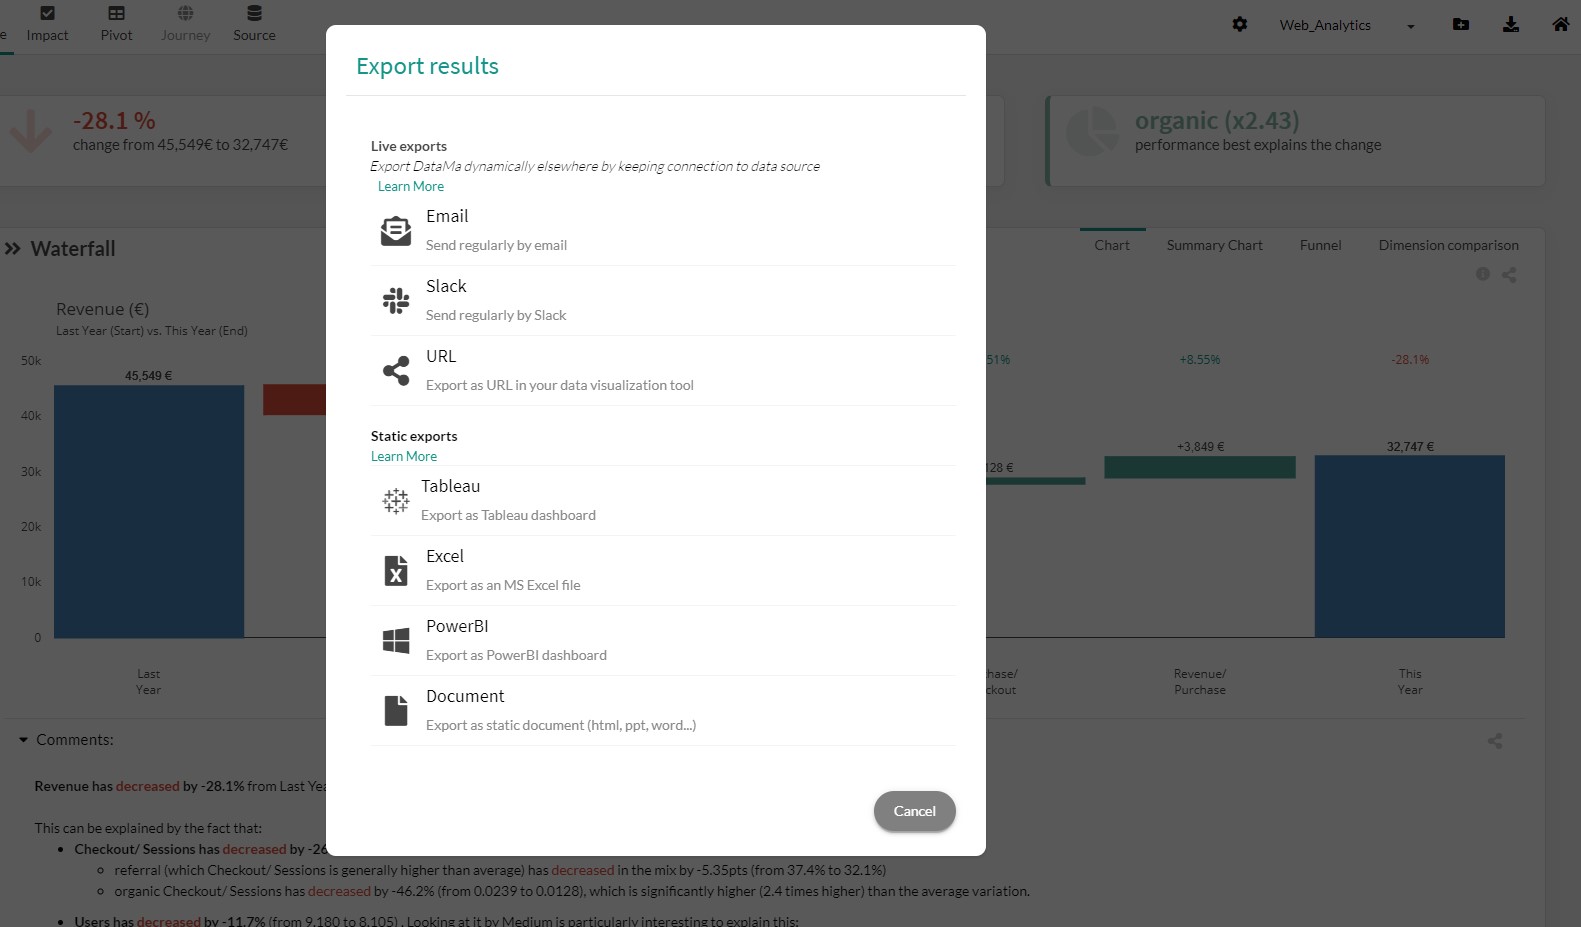 e
Impact
Pivot
Journey
Source
Web_Analytics
-28.1 %
change from 45,549€ to 32,747€
organic (x2.43)
performance best explains the change
Export results
Live exports
Export DataMa dynamically elsewhere by keeping connection to data source
Learn More
Email
Send regularly by email
Slack
Send regularly by Slack
URL
Export as URL in your data visualization tool
Static exports
Learn More
Tableau
Export as Tableau dashboard
Excel
Export as an MS Excel file
PowerBI
Export as PowerBI dashboard
Document
Export as static document (html, ppt, word...)
Cancel
Waterfall
Chart
Summary Chart
Funnel
Dimension comparison
Revenue (€)
Last Year (Start) vs. This Year (End)
50k
40k
30k
20k
10k
0
45,549 €
51%
+8.55%
-28.1%
128 €
+3,849 €
32,747 €
Last
Year
hase/
ckout
Revenue/
Purchase
This
Year
Comments:
Revenue has decreased by -28.1% from Last Yea
This can be explained by the fact that:
Checkout/ Sessions has decreased by -26
referral (which Checkout/ Sessions is generally higher than average) has decreased in the mix by -5.35pts (from 37.4% to 32.1%)
organic Checkout/ Sessions has decreased by -46.2% (from 0.0239 to 0.0128), which is significantly higher (2.4 times higher) than the average variation.
Users has decreased by -11.7% (from 9,180 to 8,105) . Looking at it by Medium is particularly interesting to explain this: